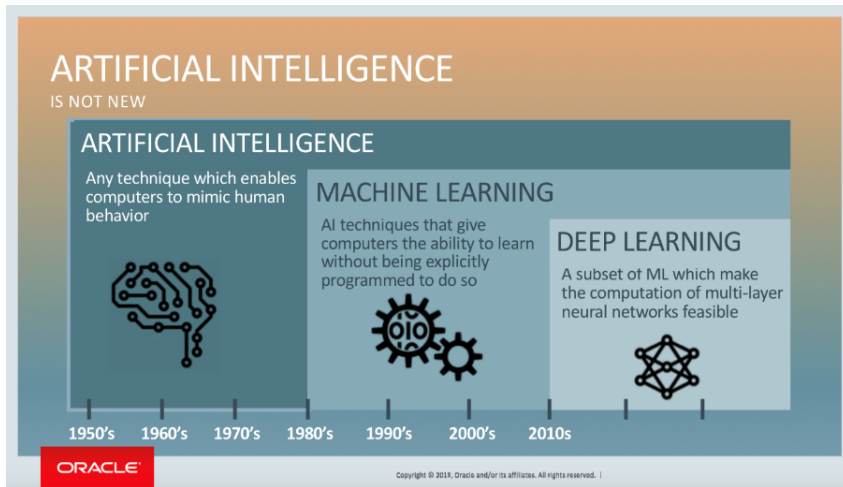 ARTIFICIAL INTELLIGENCE
IS NOT NEW
ARTIFICIAL INTELLIGENCE
Any technique which enables
computers to mimic human
behavior
MACHINE LEARNING
AI techniques that give
computers the ability to learn
without being explicitly
programmed to do so
DEEP LEARNING
A subset of ML which make
the computation of multi-layer
neural networks feasible
1950's 1960's 1970's 1980's 1990's 2000's 2010s
ORACLE
Copyright © 2019, Oracle and/or its affiliates. All rights reserved. |